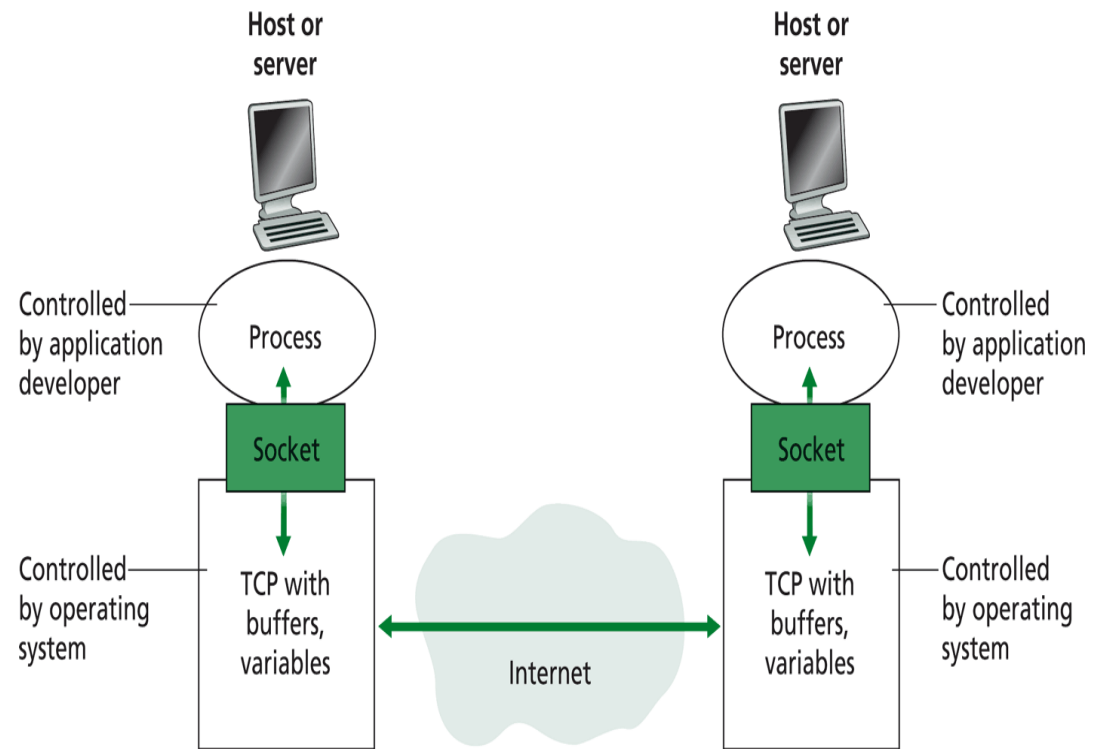 Host or
server
Host or
server
Controlled
by application
developer
Process
Process
Controlled
by application
developer
Socket
Socket
Controlled
by operating
system
TCP with
buffers,
variables
Internet
TCP with
buffers,
variables
Controlled
by operating
system